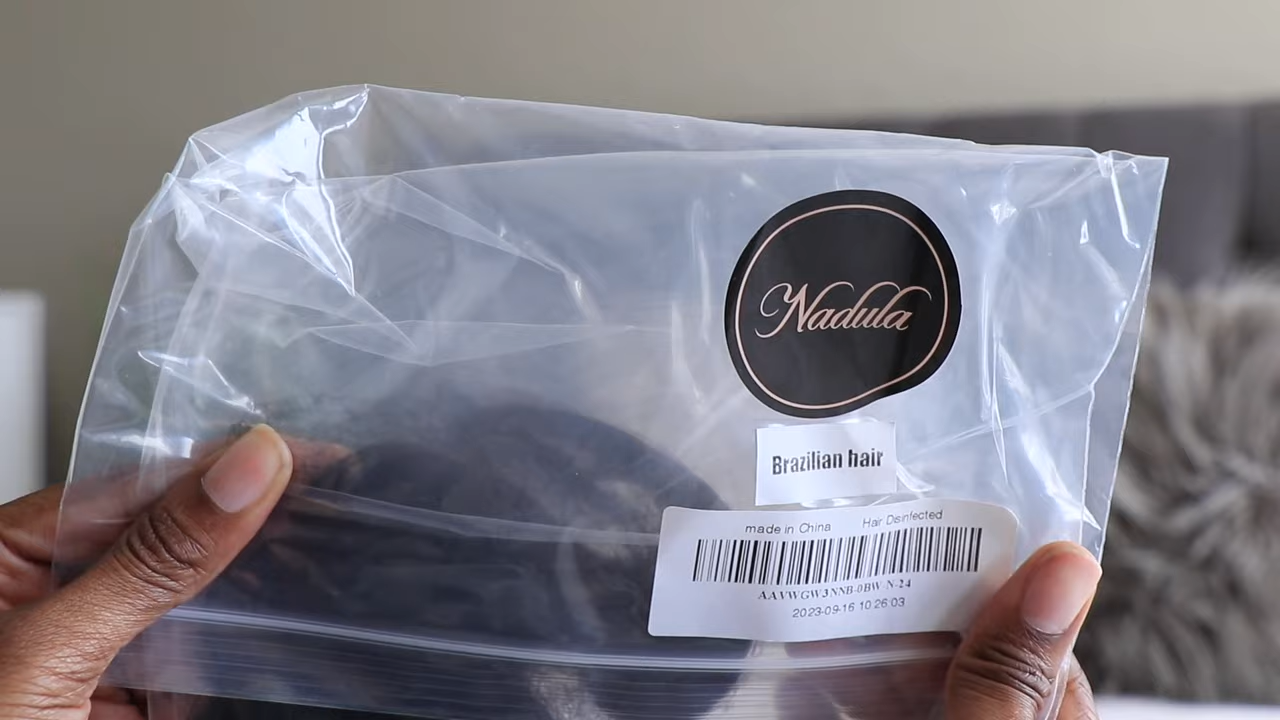 Nadula
Brazilian hair
made in China Hair Disinfected
AAVWGW3NNB-0BW-N-24
2023-09-16 10:26:03